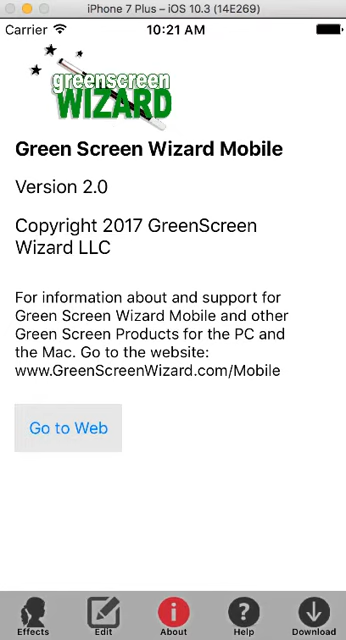 iPhone 7 Plus – iOS 10.3 (14E269)
Carrier 10:21 AM
greenscreen
WIZARD
Green Screen Wizard Mobile
Version 2.0
Copyright 2017 GreenScreen
Wizard LLC
For information about and support for
Green Screen Wizard Mobile and other
Green Screen Products for the PC and
the Mac. Go to the website:
www.GreenScreenWizard.com/Mobile
Go to Web
Effects Edit About Help Download